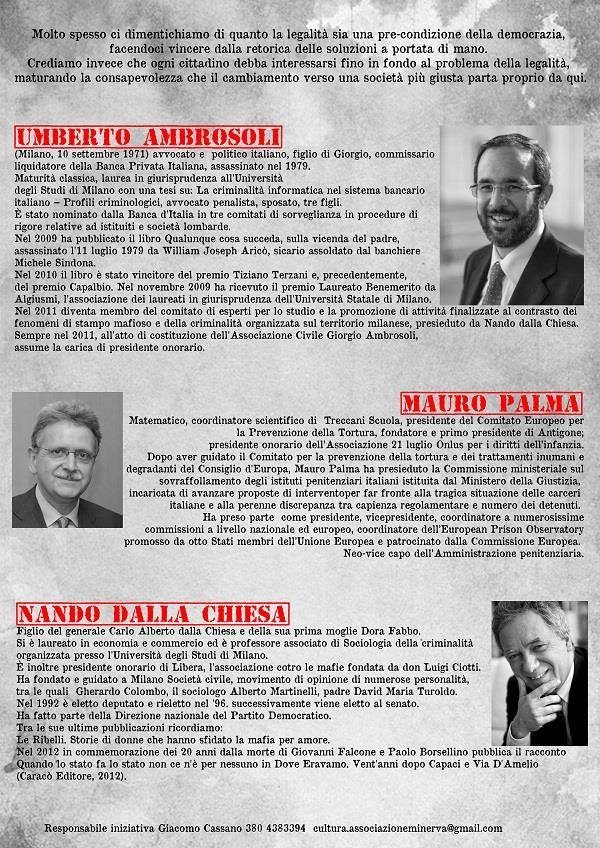 Molto spesso ci dimentichiamo di quanto la legalità sia una pre-condizione della democrazia,
facendoci vincere dalla retorica delle soluzioni a portata di mano.
Crediamo invece che ogni cittadino debba interessarsi fino in fondo al problema della legalità,
maturando la consapevolezza che il cambiamento verso una società più giusta parta proprio da qui.
UMBERTO AMBROSOLI
(Milano, 10 settembre 1971) avvocato e politico italiano, figlio di Giorgio, commissario
liquidatore della Banca Privata Italiana, assassinato nel 1979.
Maturità classica, laurea in giurisprudenza all'Università
degli Studi di Milano con una tesi su: La criminalità informatica nel sistema bancario
italiano – Profili criminologici, avvocato penalista, sposato, tre figli.
È stato nominato dalla Banca d'Italia in tre comitati di sorveglianza in procedure di
rigore relative ad istituti e società lombarde.
Nel 2009 ha pubblicato il libro Qualunque cosa succeda, sulla vicenda del padre,
assassinato l'11 luglio 1979 da William Joseph Aricò, sicario assoldato dal banchiere
Michele Sindona.
Nel 2010 il libro è stato vincitore del premio Tiziano Terzani e, precedentemente,
del premio Capalbio. Nel novembre 2009 ha ricevuto il premio Laureato Benemerito da
Algiusmi, l'associazione dei laureati in giurisprudenza dell'Università Statale di Milano.
Nel 2011 diventa membro del comitato di esperti per lo studio e la promozione di attività finalizzate al contrasto dei
fenomeni di stampo mafioso e della criminalità organizzata sul territorio milanese, presieduto da Nando dalla Chiesa.
Sempre nel 2011, all'atto di costituzione dell'Associazione Civile Giorgio Ambrosoli,
assume la carica di presidente onorario.
MAURO PALMA
Matematico, coordinatore scientifico di Treccani Scuola, presidente del Comitato Europeo per
la Prevenzione della Tortura, fondatore e primo presidente di Antigone;
presidente onorario dell'Associazione 21 luglio Onlus per i diritti dell'infanzia.
Dopo aver guidato il Comitato per la prevenzione della tortura e dei trattamenti inumani e
degradanti del Consiglio d'Europa, Mauro Palma ha presieduto la Commissione ministeriale sul
sovraffollamento degli istituti penitenziari italiani istituita dal Ministero della Giustizia,
incaricata di avanzare proposte di interventoper far fronte alla tragica situazione delle carceri
italiane e alla perenne discrepanza tra capienza regolamentare e numero dei detenuti.
Ha preso parte come presidente, vicepresidente, coordinatore a numerosissime
commissioni a livello nazionale ed europeo, coordinatore dell'European Prison Observatory
promosso da otto Stati membri dell'Unione Europea e patrocinato dalla Commissione Europea.
Neo-vice capo dell'Amministrazione penitenziaria.
NANDO DALLA CHIESA
Figlio del generale Carlo Alberto dalla Chiesa e della sua prima moglie Dora Fabbo.
Si è laureato in economia e commercio ed è professore associato di Sociologia della criminalità
organizzata presso l'Università degli Studi di Milano.
È inoltre presidente onorario di Libera, l'associazione cotro le mafie fondata da don Luigi Ciotti.
Ha fondato e guidato a Milano Società civile, movimento di opinione di numerose personalità,
tra le quali Gherardo Colombo, il sociologo Alberto Martinelli, padre David Maria Turoldo.
Nel 1992 è eletto deputato e rieletto nel '96. successivamente viene eletto al senato.
Ha fatto parte della Direzione nazionale del Partito Democratico.
Tra le sue ultime pubblicazioni ricordiamo:
Le Ribelli. Storie di donne che hanno sfidato la mafia per amore.
Nel 2012 in commemorazione dei 20 anni dalla morte di Giovanni Falcone e Paolo Borsellino pubblica il racconto
Quando lo stato fa lo stato non ce n'è per nessuno in Dove Eravamo. Vent'anni dopo Capaci e Via D'Amelio
(Caracò Editore, 2012).
Responsabile iniziativa Giacomo Cassano 380 4383394 cultura.associazioneminerva@gmail.com